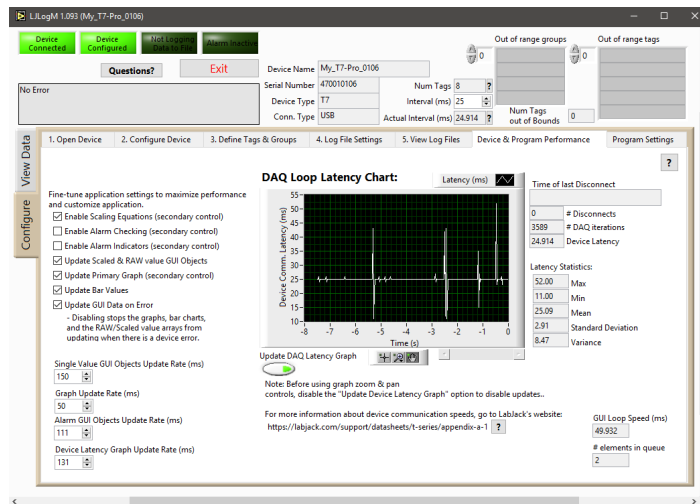 LJLogM 1.093 (My_T7-Pro_0106)
Device Connected
Device Configured
Not Logging Data to File
Alarm Inactive
Questions?
Exit
No Error
Device Name My_T7-Pro_0106
Serial Number 470010106
Device Type T7
Conn. Type USB
Num Tags 8 ?
Interval (ms) 25
Actual Interval (ms) 24.914 ?
Out of range groups
0
Out of range tags
0
Num Tags
out of Bounds 0
View Data
Configure
1. Open Device 2. Configure Device 3. Define Tags & Groups 4. Log File Settings 5. View Log Files Device & Program Performance Program Settings
?
Fine-tune application settings to maximize performance
and customize application.
Enable Scaling Equations (secondary control)
Enable Alarm Checking (secondary control)
Enable Alarm Indicators (secondary control)
Update Scaled & RAW value GUI Objects
Update Primary Graph (secondary control)
Update Bar Values
Update GUI Data on Error
- Disabling stops the graphs, bar charts,
and the RAW/Scaled value arrays from
updating when there is a device error.
Single Value GUI Objects Update Rate (ms)
150
Graph Update Rate (ms)
50
Alarm GUI Objects Update Rate (ms)
111
Device Latency Graph Update Rate (ms)
131
DAQ Loop Latency Chart:
Latency (ms)
Device Comm. Latency (ms)
55
50
45
40
35
30
25
20
15
10
-8 -7 -6 -5 -4 -3 -2 -1 0
Time (s)
Update DAQ Latency Graph
Note: Before using graph zoom & pan
controls, disable the "Update Device Latency Graph" option to disable updates..
For more information about device communication speeds, go to LabJack's website:
https://labjack.com/support/datasheets/t-series/appendix-a-1 ?
Time of last Disconnect
0 # Disconnects
3589 # DAQ iterations
24.914 Device Latency
Latency Statistics:
52.00 Max
11.00 Min
25.09 Mean
2.91 Standard Deviation
8.47 Variance
GUI Loop Speed (ms)
49.932
# elements in queue
2